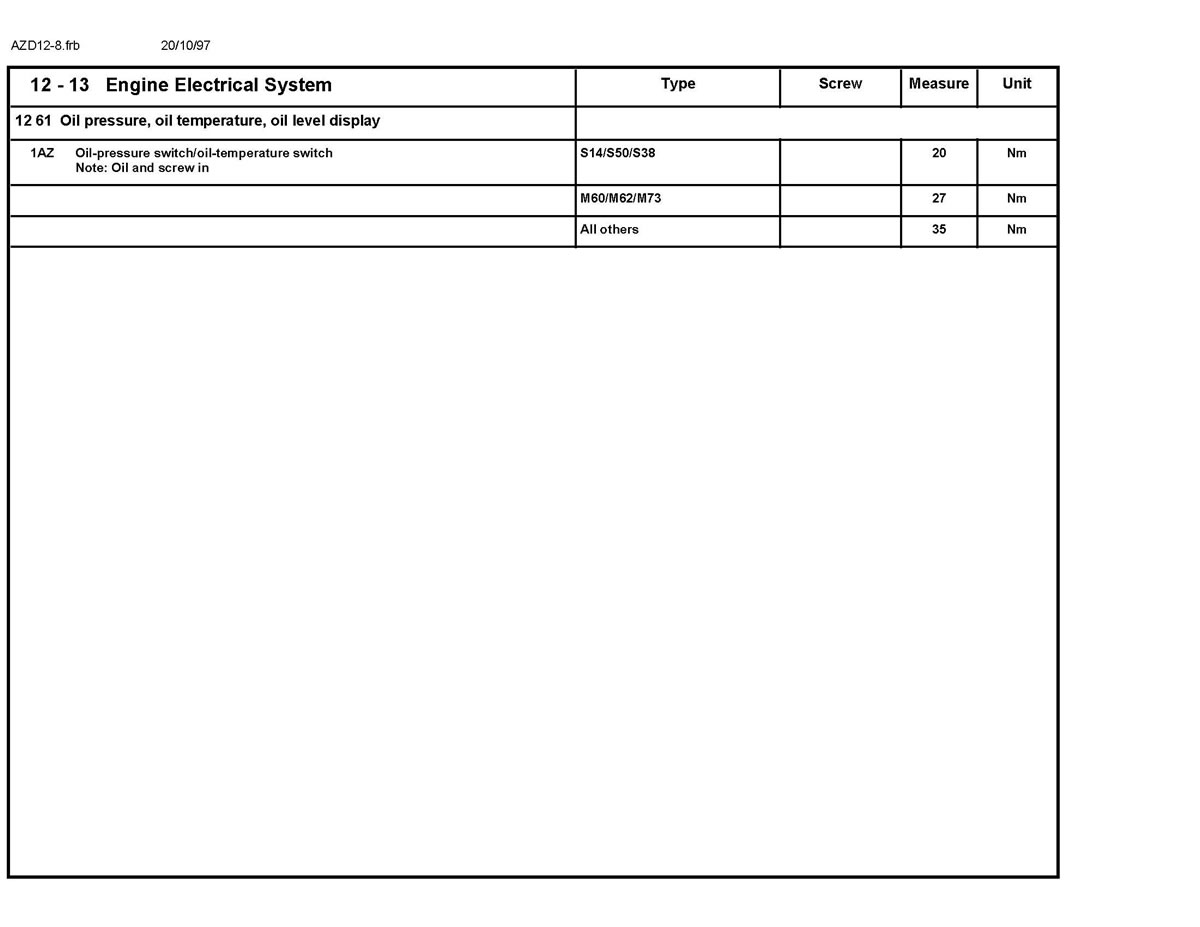 AZD12-8.frb 20/10/97
12 - 13 Engine Electrical System Type Screw Measure Unit
12 61 Oil pressure, oil temperature, oil level display
1AZ Oil-pressure switch/oil-temperature switch S14/S50/S38 20 Nm
Note: Oil and screw in
M60/M62/M73 27 Nm
All others 35 Nm